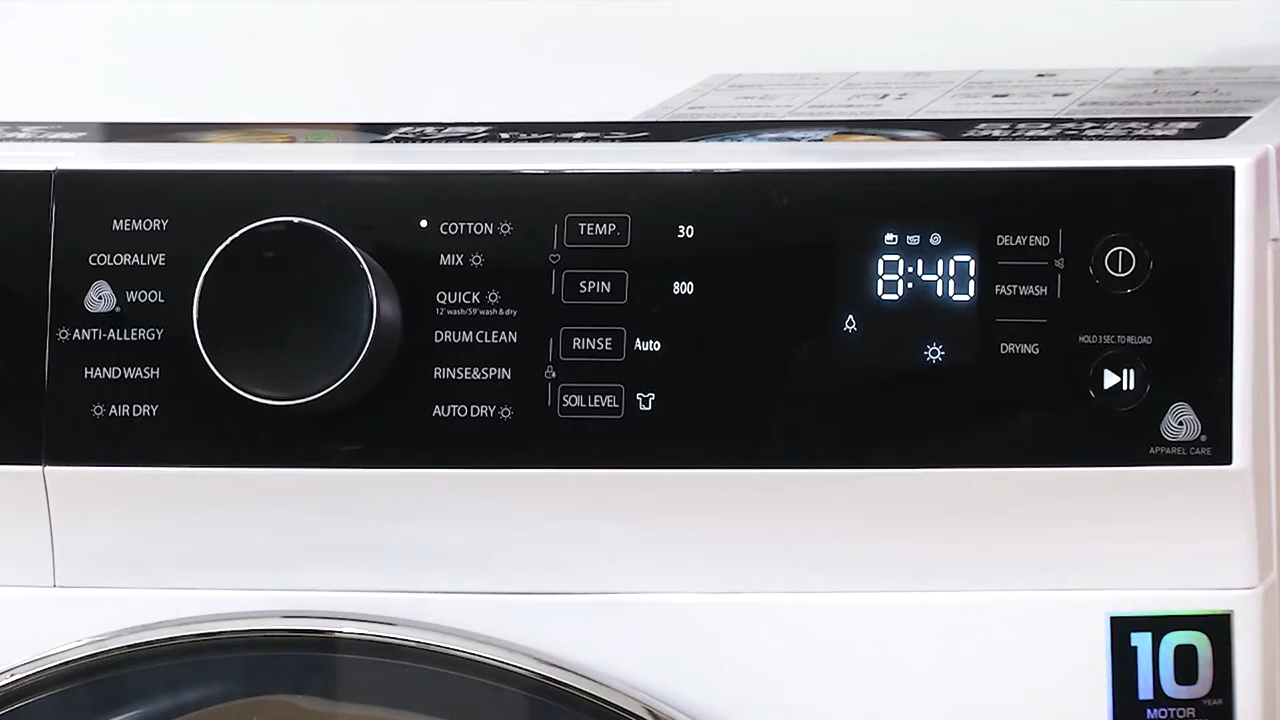 MEMORY
COLORALIVE
WOOL
ANTI-ALLERGY
HAND WASH
AIR DRY
COTTON
MIX
QUICK
12' wash/59' wash & dry
DRUM CLEAN
RINSE&SPIN
AUTO DRY
TEMP. 30
SPIN 800
RINSE Auto
SOIL LEVEL
8:40
DELAY END
FAST WASH
DRYING
HOLD 3 SEC. TO RELOAD
APPAREL CARE
10
YEAR
MOTOR